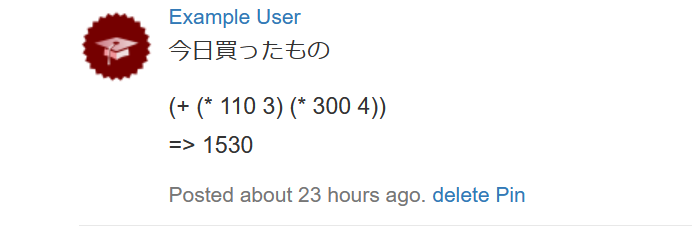 Example User
今日買ったもの
(+ (* 110 3) (* 300 4))
=> 1530
Posted about 23 hours ago. delete Pin